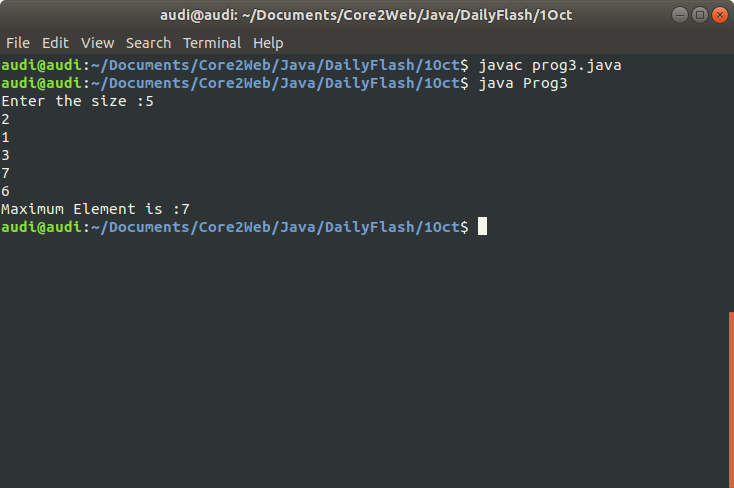 audi@audi: ~/Documents/Core2Web/Java/DailyFlash/1Oct
File Edit View Search Terminal Help
audi@audi:~/Documents/Core2Web/Java/DailyFlash/1Oct$ javac prog3.java
audi@audi:~/Documents/Core2Web/Java/DailyFlash/1Oct$ java Prog3
Enter the size :5
2
1
3
7
6
Maximum Element is :7
audi@audi:~/Documents/Core2Web/Java/DailyFlash/1Oct$